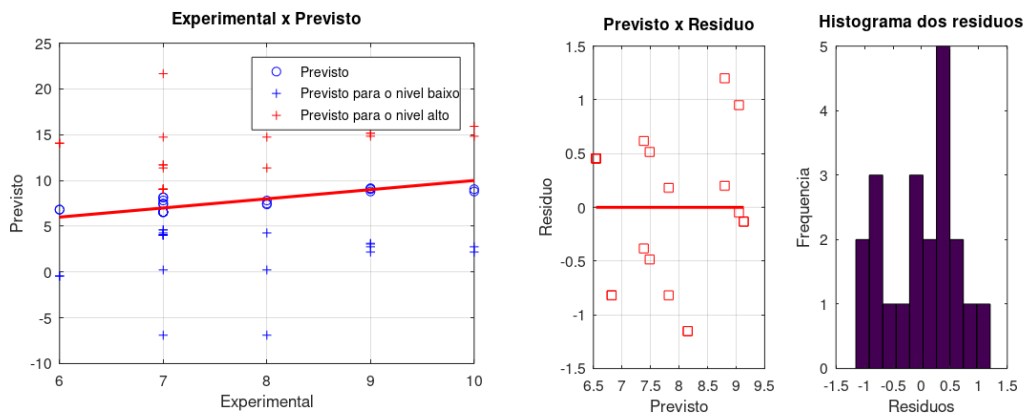 Experimental x Previsto
25
20
15
10
5
0
-5
-10
Previsto
Previsto
Previsto para o nivel baixo
Previsto para o nivel alto
6 7 8 9 10
Experimental
Previsto x Residuo
1.5
1
0.5
0
-0.5
-1
-1.5
Residuo
6.5 7 7.5 8 8.5 9 9.5
Previsto
Histograma dos residuos
5
4
3
2
1
0
Frequencia
-1.5 -1 -0.5 0 0.5 1 1.5
Residuos